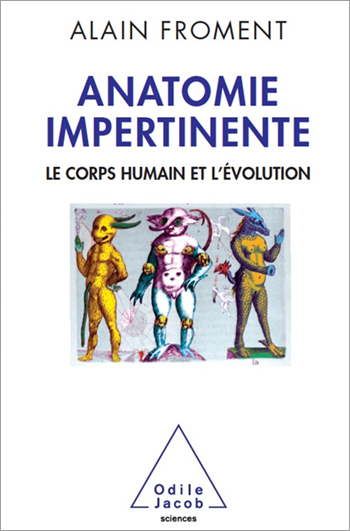 ALAIN FROMENT
ANATOMIE
IMPERTINENTE
LE CORPS HUMAIN ET L'ÉVOLUTION
Odile
Jacob
sciences